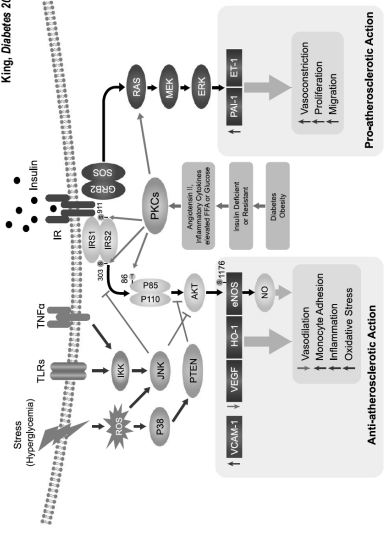 King, Diabetes 20
Stress
(Hyperglycemia)
TLRs
TNFα
IR
Insulin
ROS
IKK
P38
JNK
PTEN
IRS1
IRS2
303
911
86
P85
P110
AKT
1176
GRB2
SOS
PKCs
RAS
MEK
ERK
Angiotensin II,
Inflammatory Cytokines
elevated FFA or Glucose
Insulin Deficient
or Resistant
Diabetes
Obesity
VCAM-1
VEGF
HO-1
eNOS
NO
PAI-1
ET-1
Vasodilation
Monocyte Adhesion
Inflammation
Oxidative Stress
Anti-atherosclerotic Action
Vasoconstriction
Proliferation
Migration
Pro-atherosclerotic Action